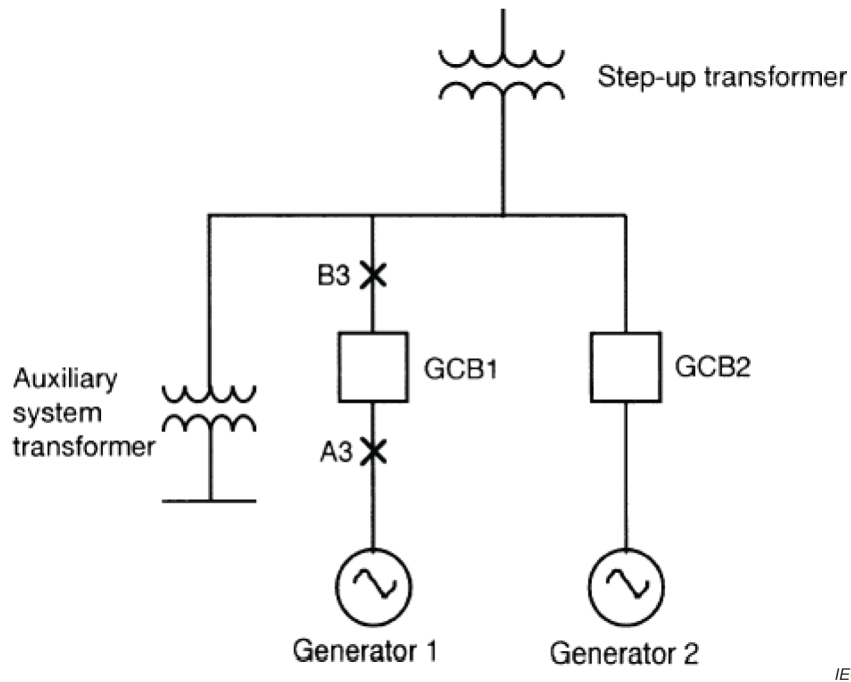 Step-up transformer
B3
GCB1
GCB2
Auxiliary
system
transformer
A3
Generator 1
Generator 2
IE